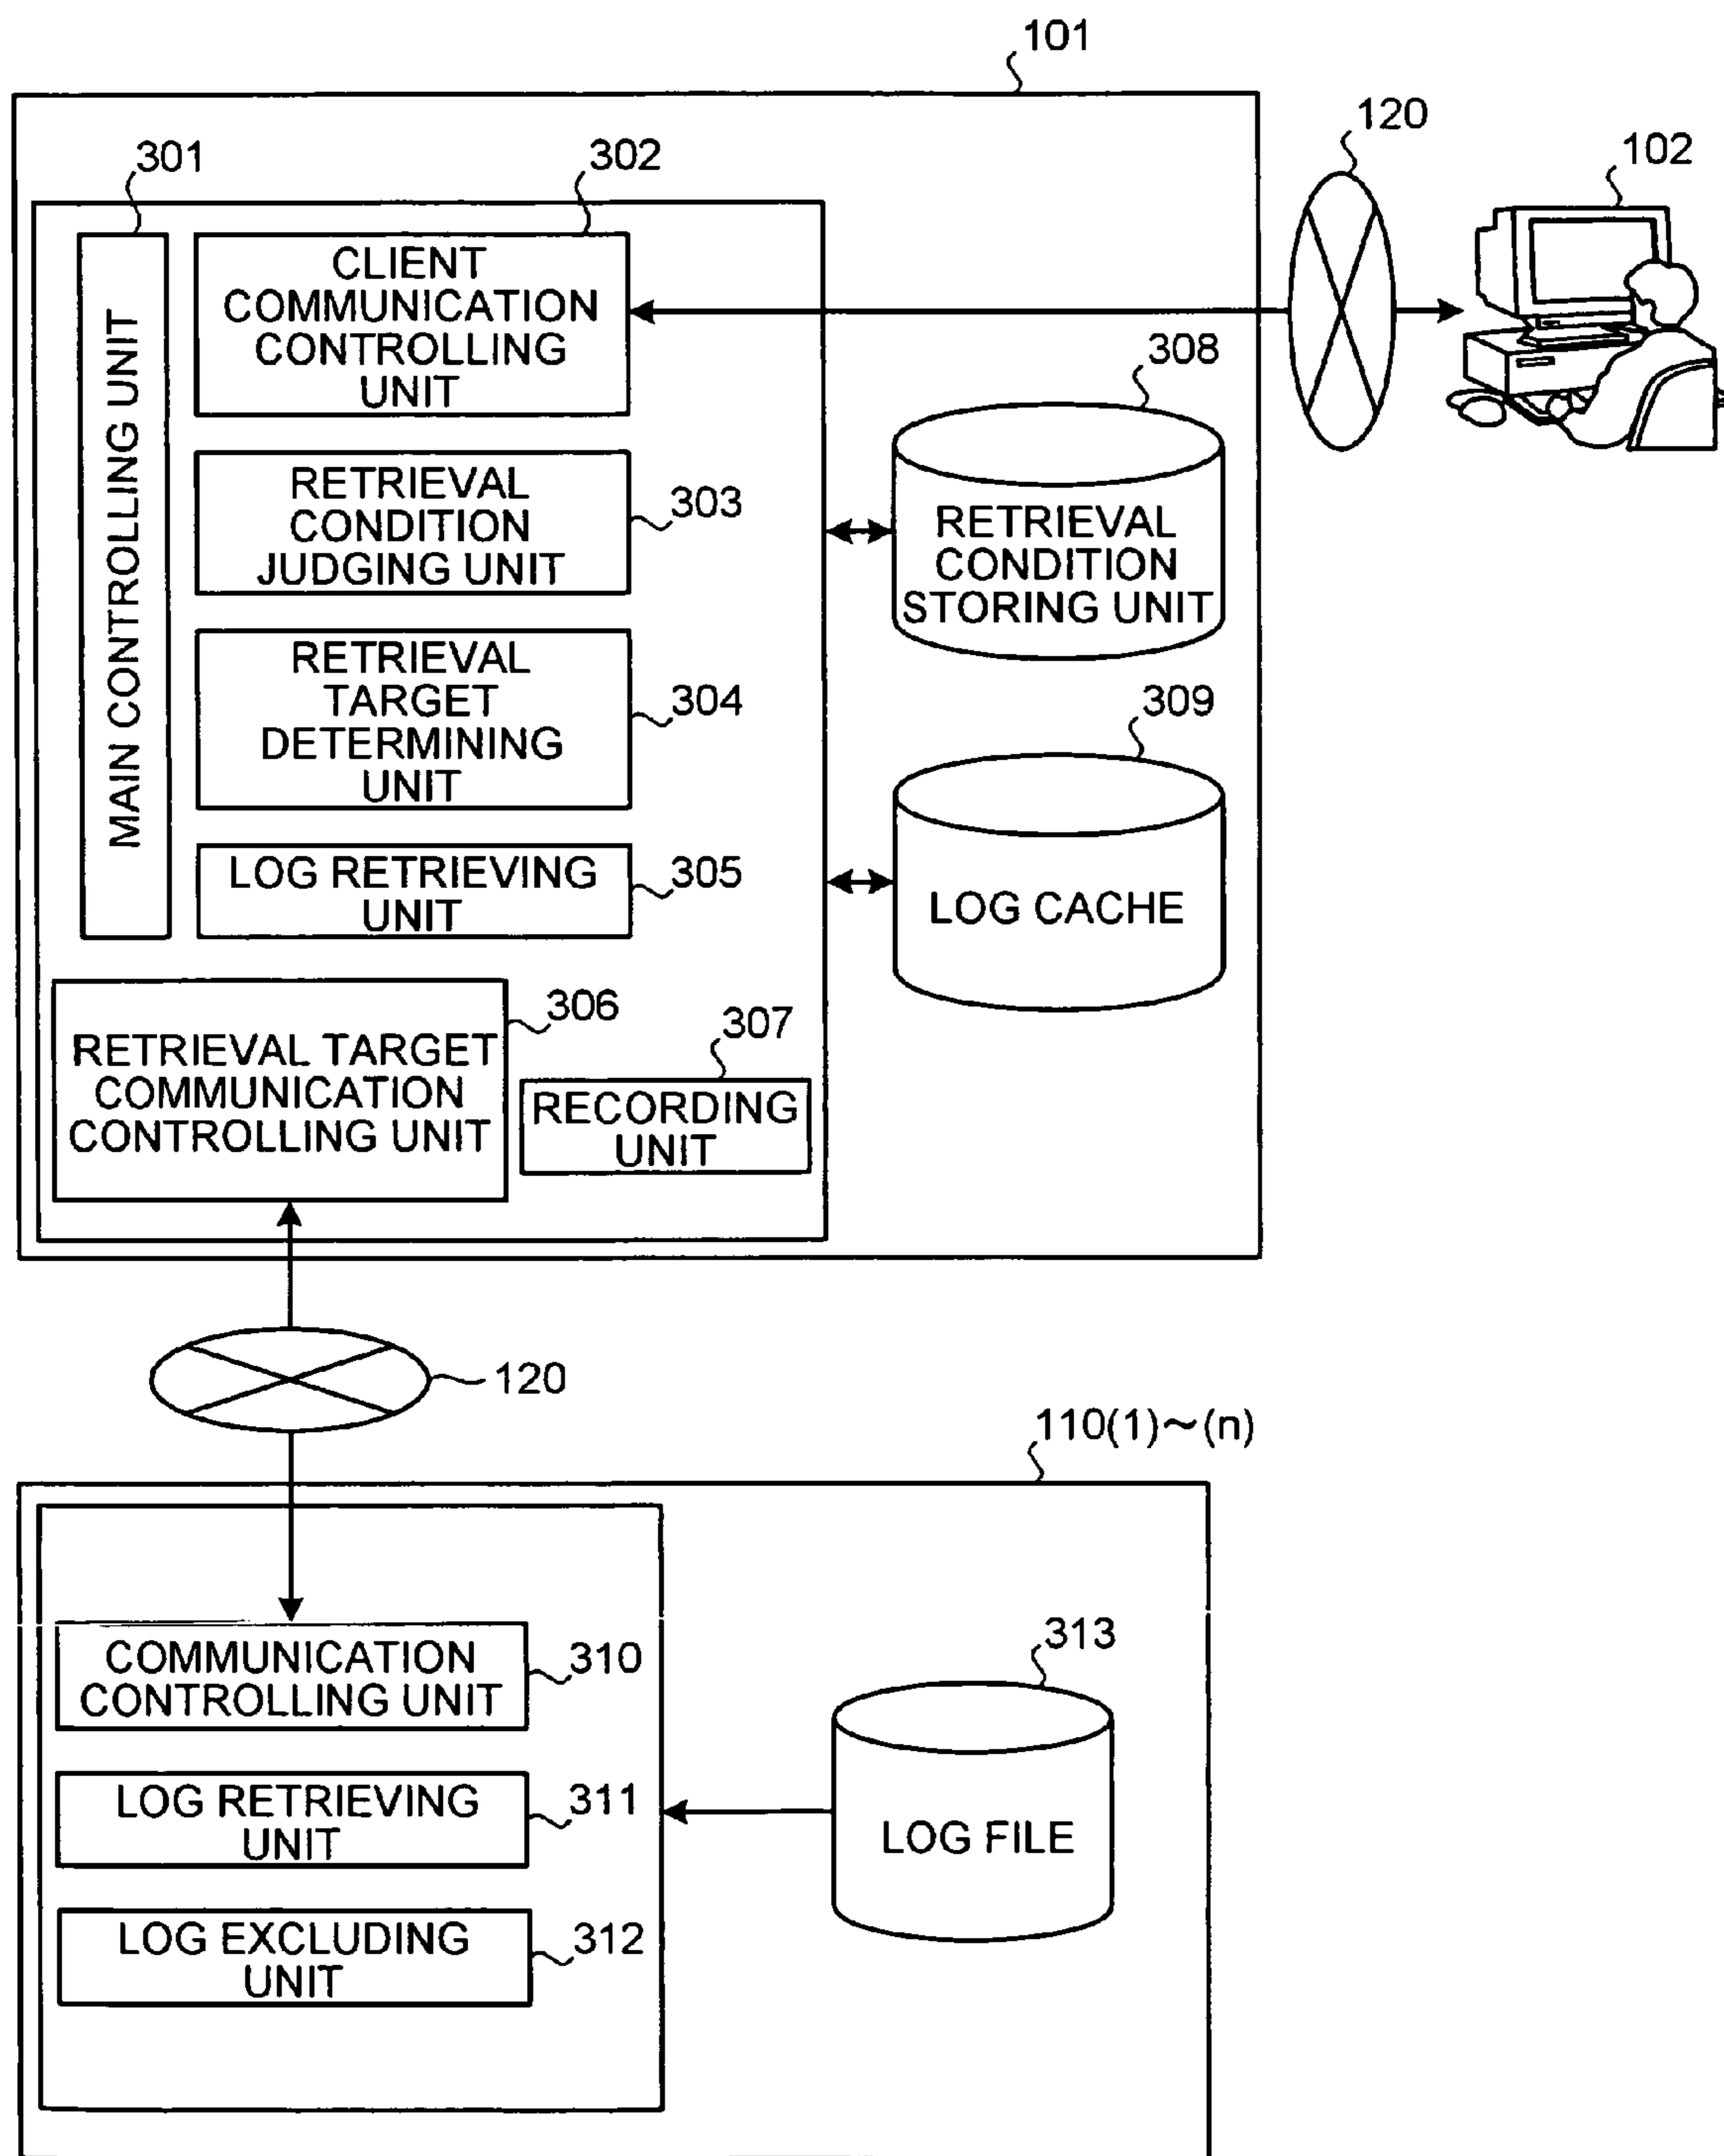 101
120
102
301
302
MAIN CONTROLLING UNIT
CLIENT
COMMUNICATION
CONTROLLING
UNIT
RETRIEVAL
CONDITION
JUDGING UNIT
303
308
RETRIEVAL
CONDITION
STORING UNIT
RETRIEVAL
TARGET
DETERMINING
UNIT
304
309
LOG CACHE
LOG RETRIEVING
UNIT
305
306
RETRIEVAL TARGET
COMMUNICATION
CONTROLLING UNIT
307
RECORDING
UNIT
120
110(1)~(n)
COMMUNICATION
CONTROLLING UNIT
310
313
LOG RETRIEVING
UNIT
311
LOG FILE
LOG EXCLUDING
UNIT
312